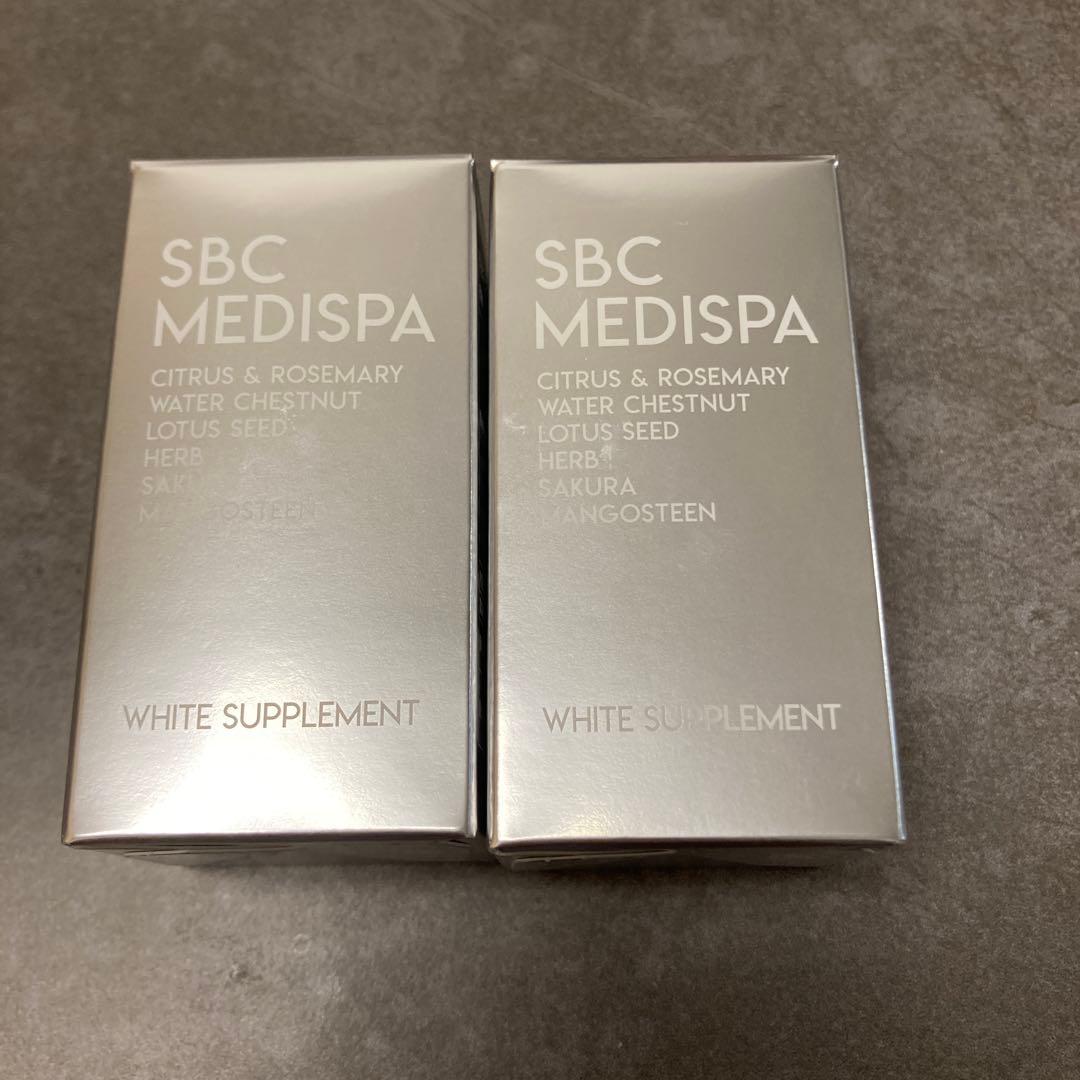 SBC
MEDISPA
CITRUS & ROSEMARY
WATER CHESTNUT
LOTUS SEED
HERB
SAKURA
MANGOSTEEN
WHITE SUPPLEMENT
SBC
MEDISPA
CITRUS & ROSEMARY
WATER CHESTNUT
LOTUS SEED
HERB
SAKURA
MANGOSTEEN
WHITE SUPPLEMENT